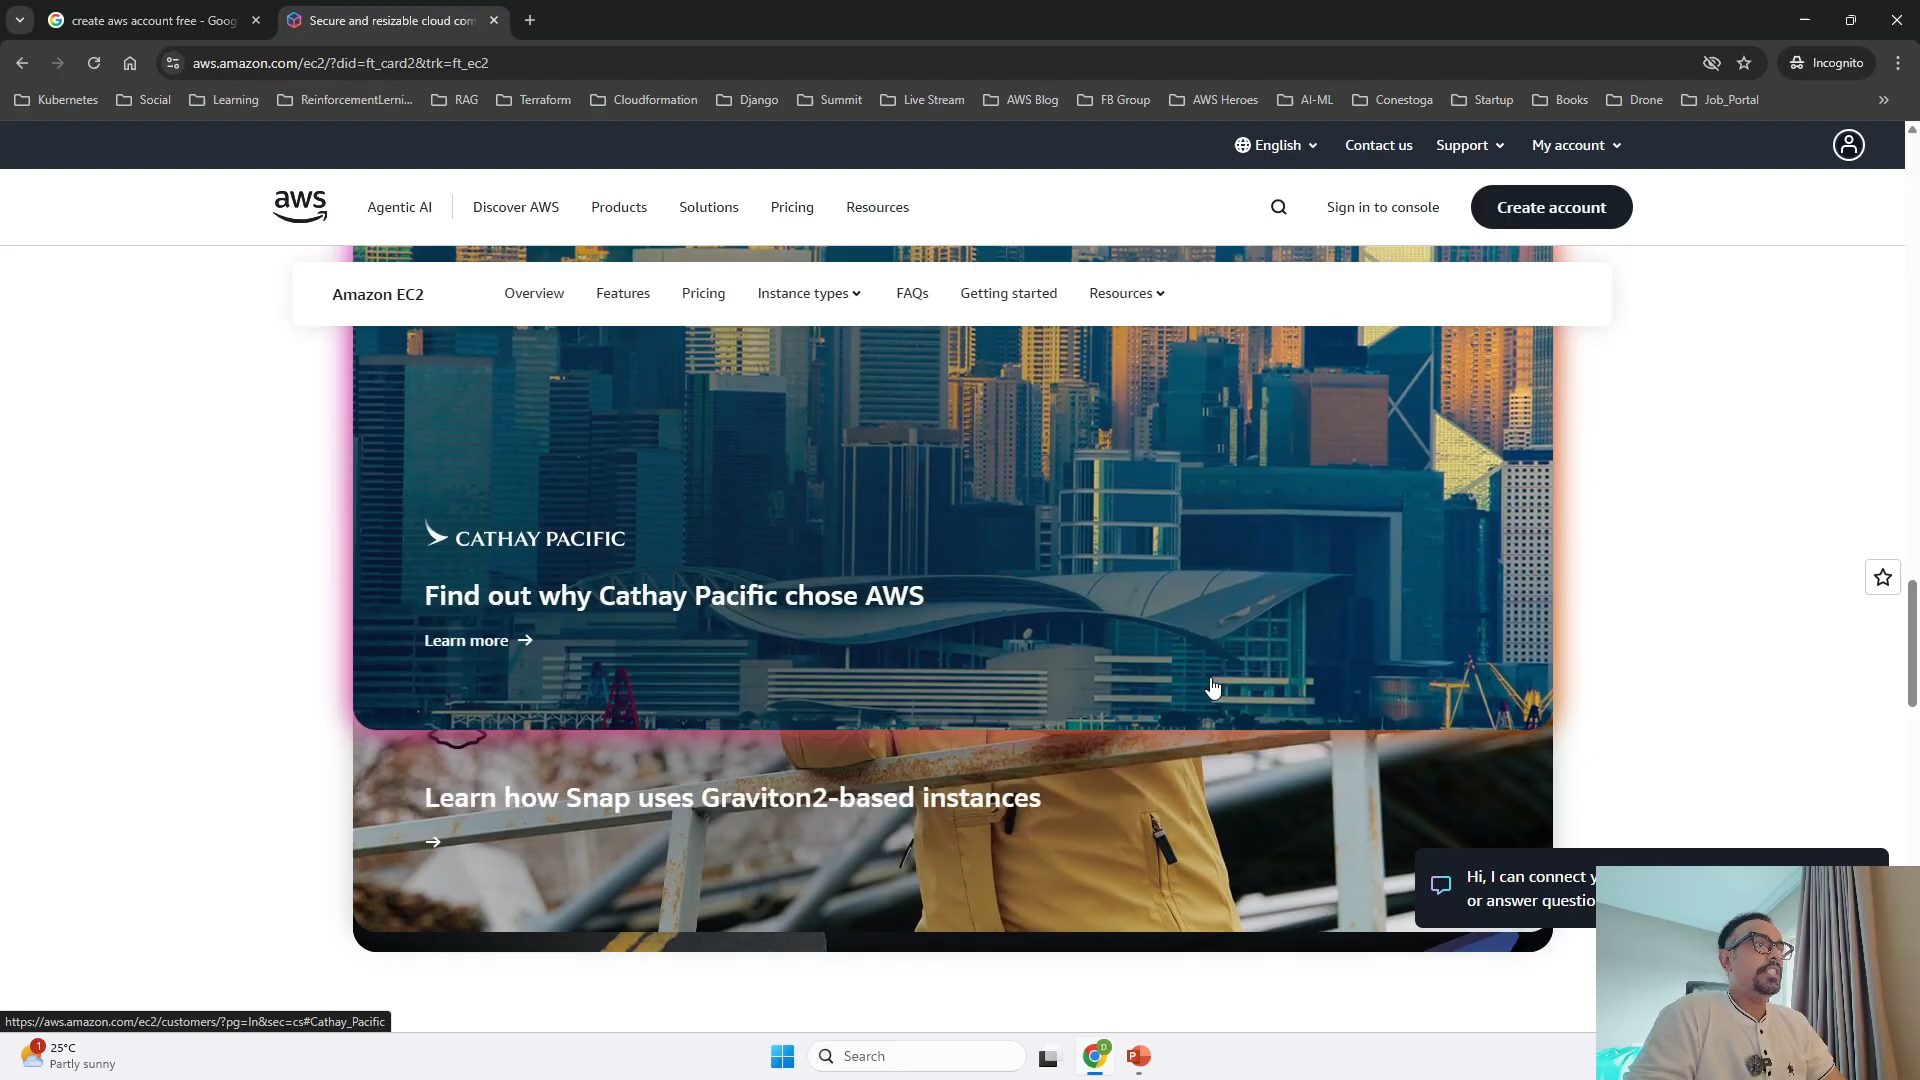 create aws account free - Goog
Secure and resizable cloud com
aws.amazon.com/ec2/?did=ft_card2&trk=ft_ec2
Incognito
Kubernetes
Social
Learning
ReinforcementLerni...
RAG
Terraform
Cloudformation
Django
Summit
Live Stream
AWS Blog
FB Group
AWS Heroes
AI-ML
Conestoga
Startup
Books
Drone
Job_Portal
English
Contact us
Support
My account
aws
Agentic AI
Discover AWS
Products
Solutions
Pricing
Resources
Sign in to console
Create account
Amazon EC2
Overview
Features
Pricing
Instance types
FAQs
Getting started
Resources
CATHAY PACIFIC
Find out why Cathay Pacific chose AWS
Learn more
Learn how Snap uses Graviton2-based instances
Hi, I can connect y
or answer questio
https://aws.amazon.com/ec2/customers/?pg=ln&sec=cs#Cathay_Pacific
1
25°C
Partly sunny
Search
D
P